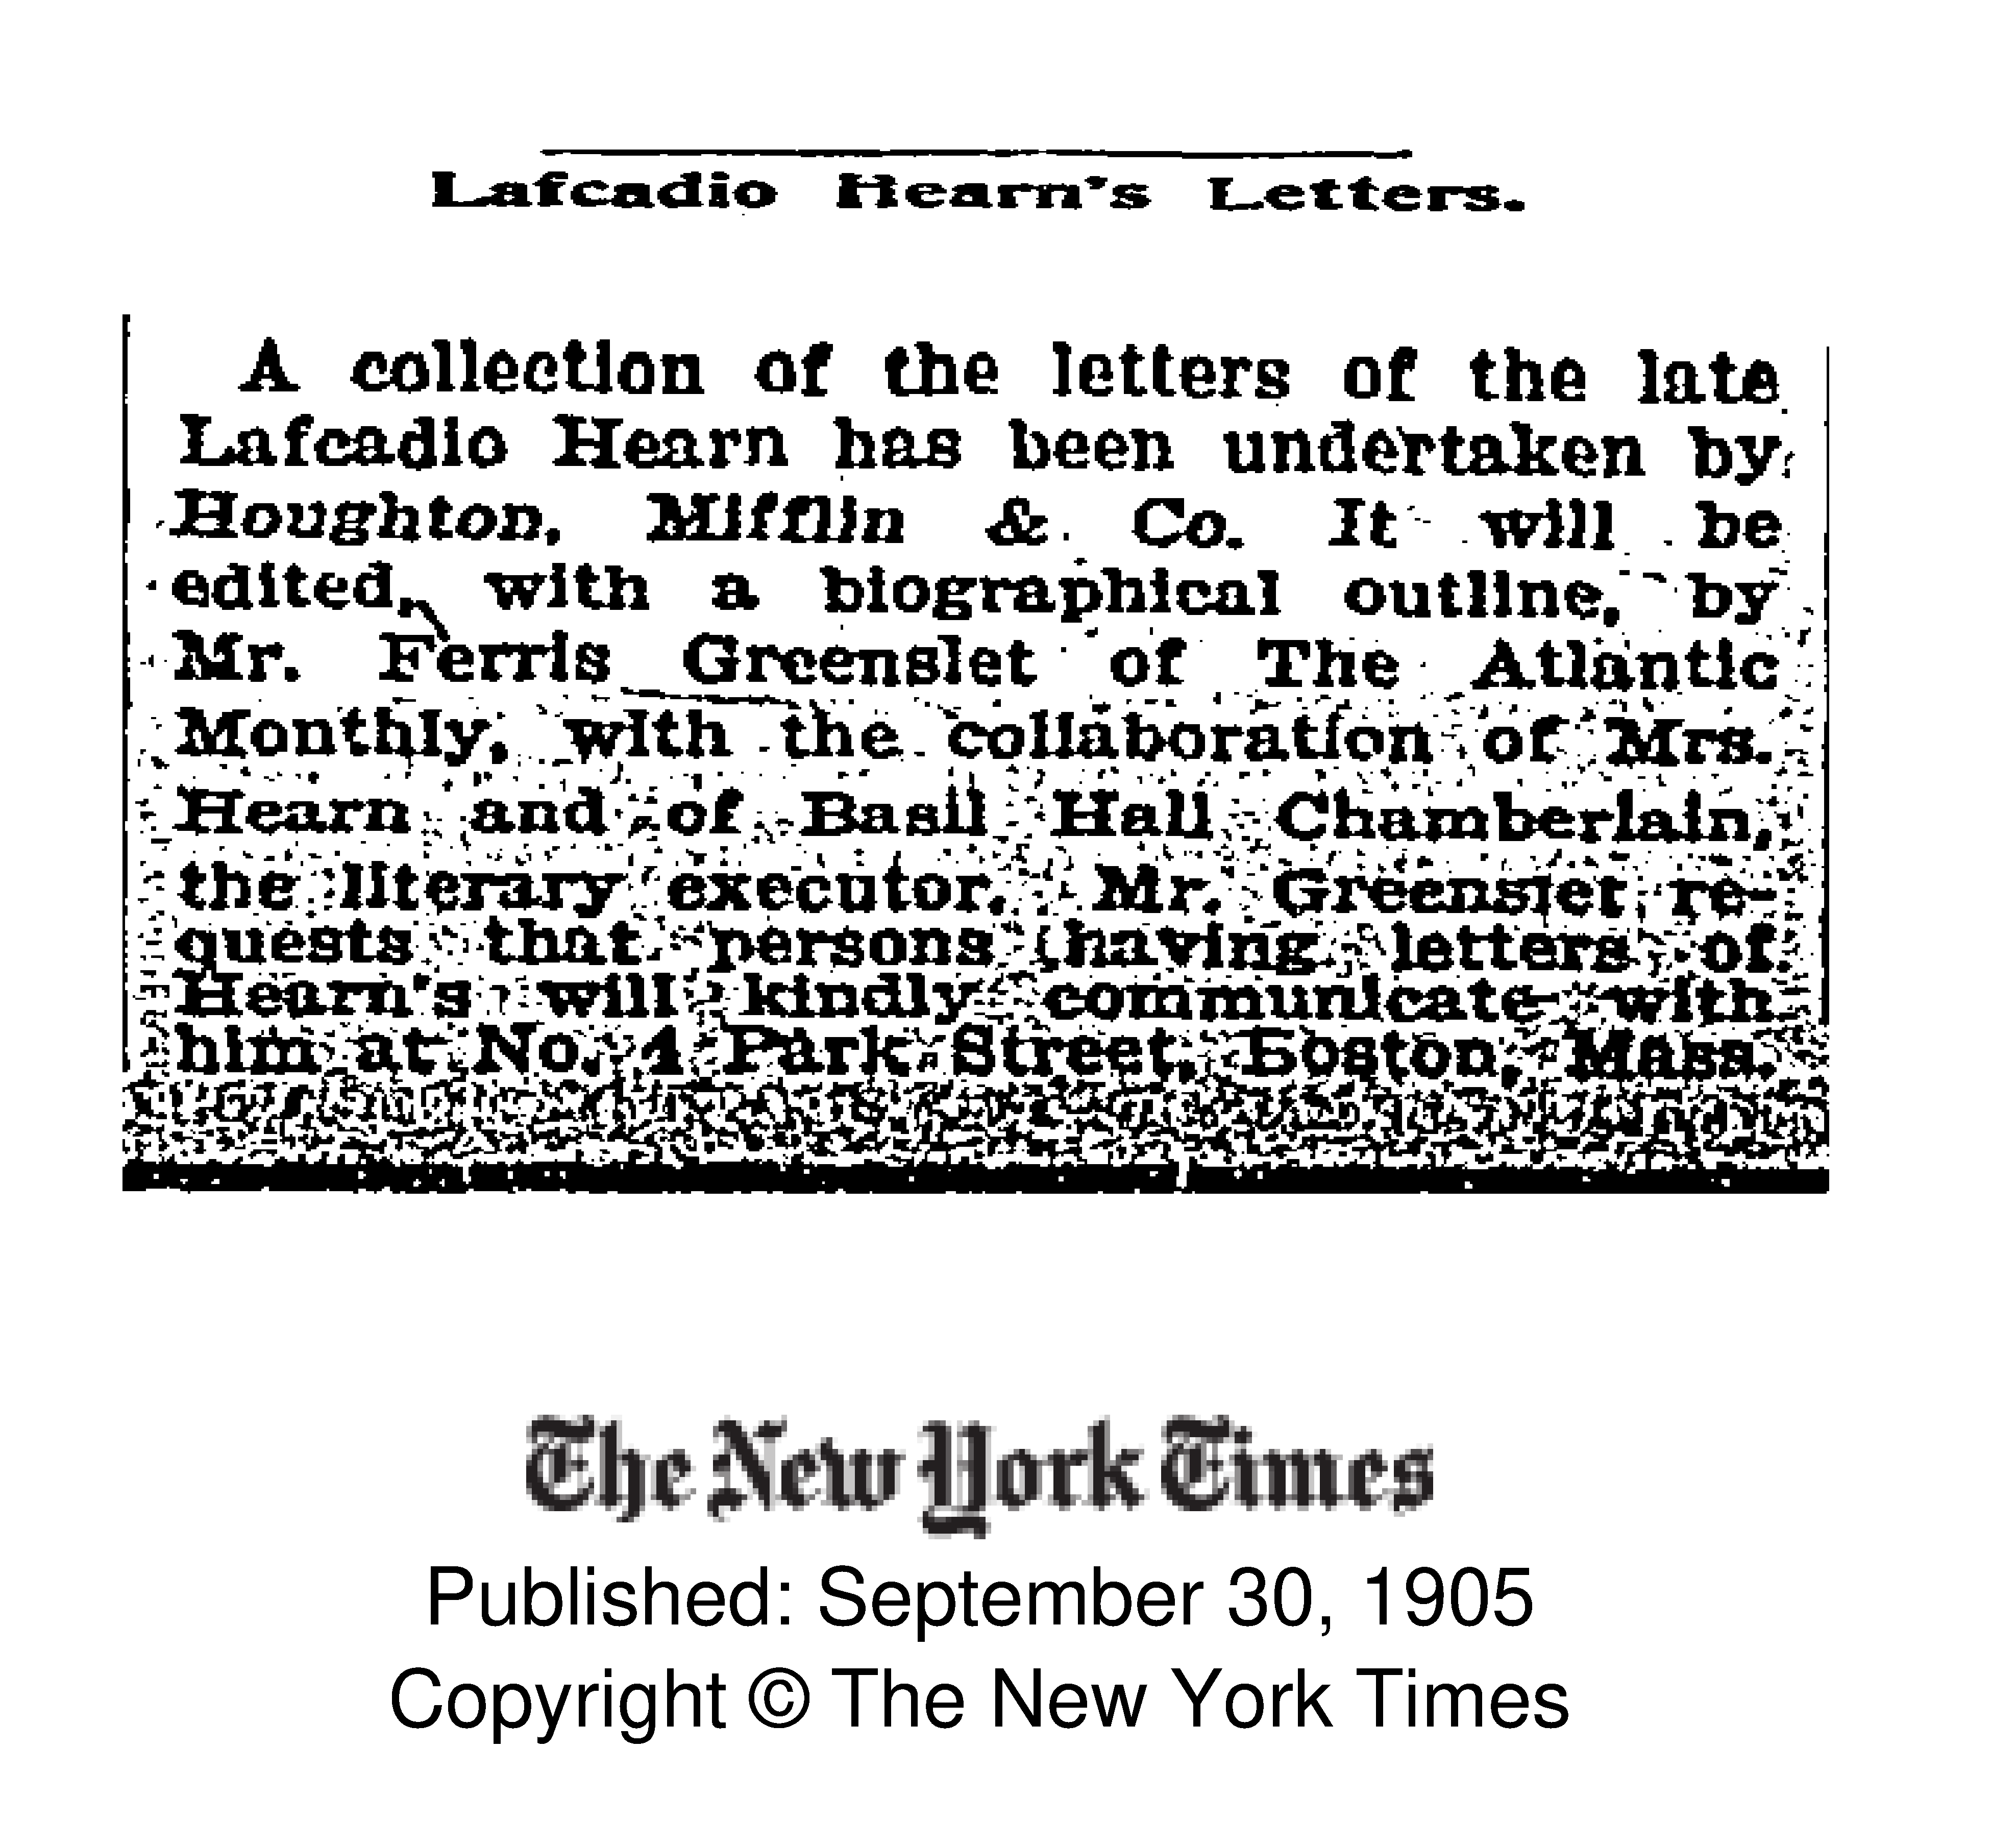 Lafcadio Hearn's Letters.
A collection of the letters of the late
Lafcadio Hearn has been undertaken by
Houghton, Mifflin & Co. It will be
edited, with a biographical outline, by
Mr. Ferris Greenslet of The Atlantic
Monthly, with the collaboration of Mrs.
Hearn and of Basil Hall Chamberlain,
the literary executor. Mr. Greenslet re-
quests that persons having letters of
Hearn's will kindly communicate with
him at No. 4 Park Street, Boston, Mass.
The New York Times
Published: September 30, 1905
Copyright © The New York Times